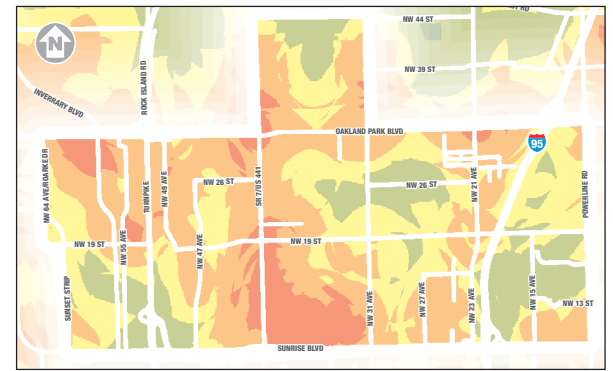 NW 44 ST
NW 39 ST
N
ROCK ISLAND RD
INVERRARY BLVD
OAKLAND PARK BLVD
95
NW 64 AVE/ROARKE DR
NW 55 AVE
TURNPIKE
NW 49 AVE
NW 26 ST
SR 7/US 441
NW 26 ST
NW 21 AVE
POWERLINE RD
NW 19 ST
NW 47 AVE
NW 19 ST
SUNSET STRIP
NW 31 AVE
NW 27 AVE
NW 23 AVE
NW 15 AVE
NW 13 ST
SUNRISE BLVD